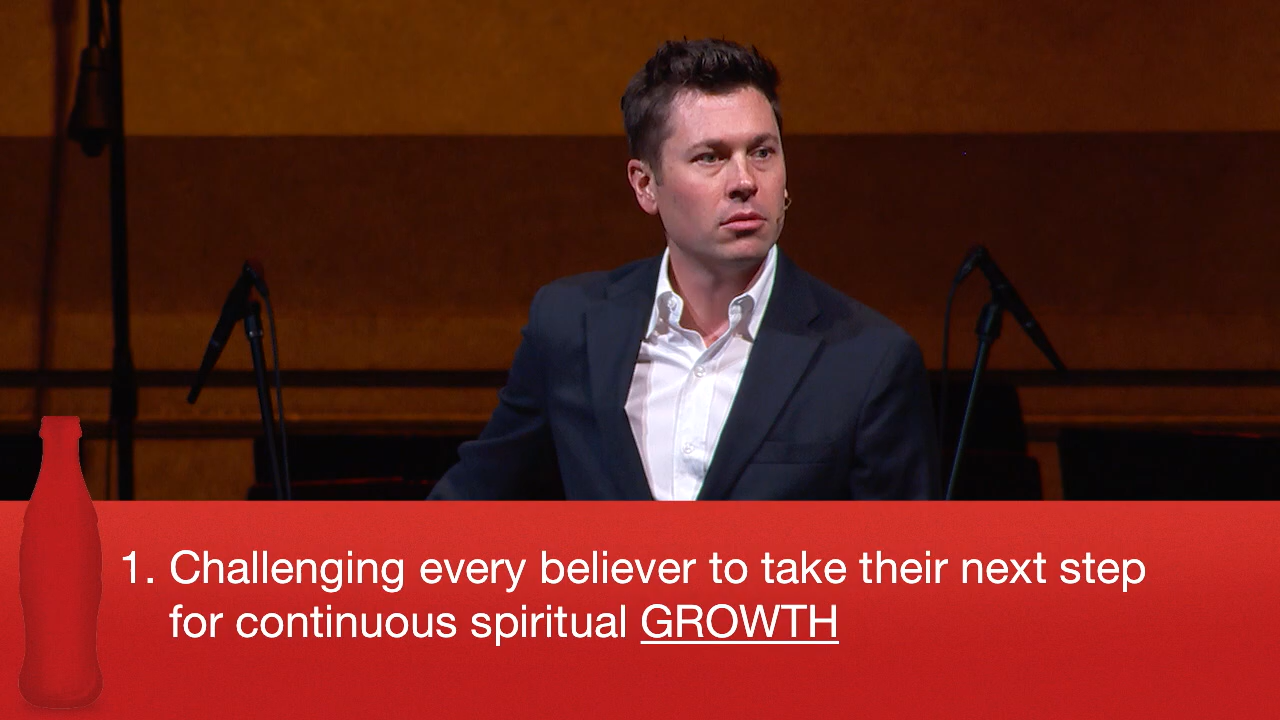 1. Challenging every believer to take their next step
for continuous spiritual GROWTH